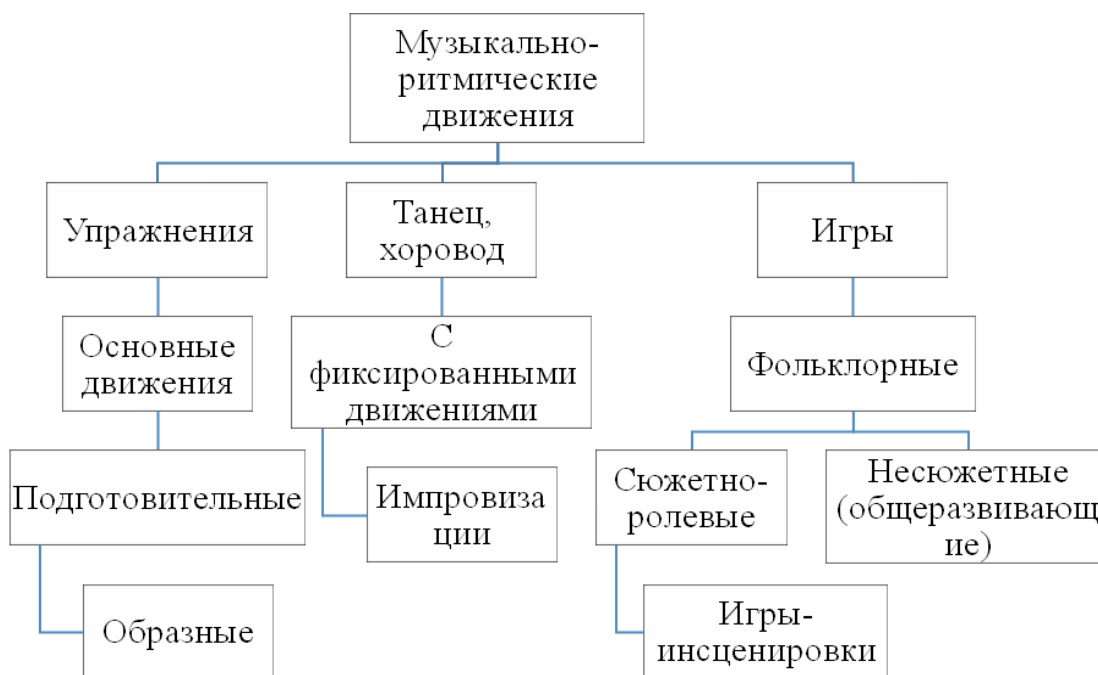 Музыкально-
ритмические
движения
Упражнения
Танец,
хоровод
Игры
Основные
движения
С
фиксированными
движениями
Фольклорные
Подготовительные
Импровиза
ции
Сюжетно-
ролевые
Несюжетные
(общеразвивающ
ие)
Образные
Игры-
инсценировки